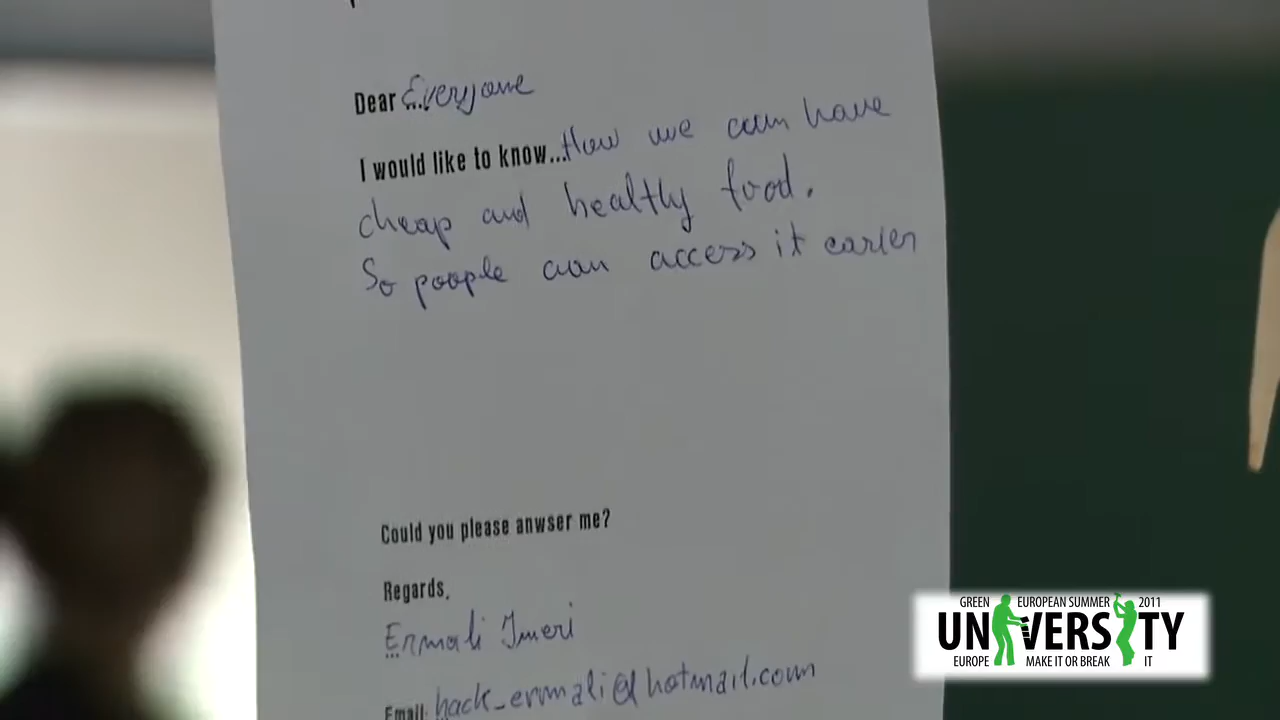 Dear ... Everyone
I would like to know... How we can have
cheap and healthy food.
So poople can access it earier
Could you please anwser me?
Regards,
Ermali Imeri
Email: hack_ermali@hotmail.com
GREEN EUROPEAN SUMMER 2011
UNIVERSITY
EUROPE MAKE IT OR BREAK IT